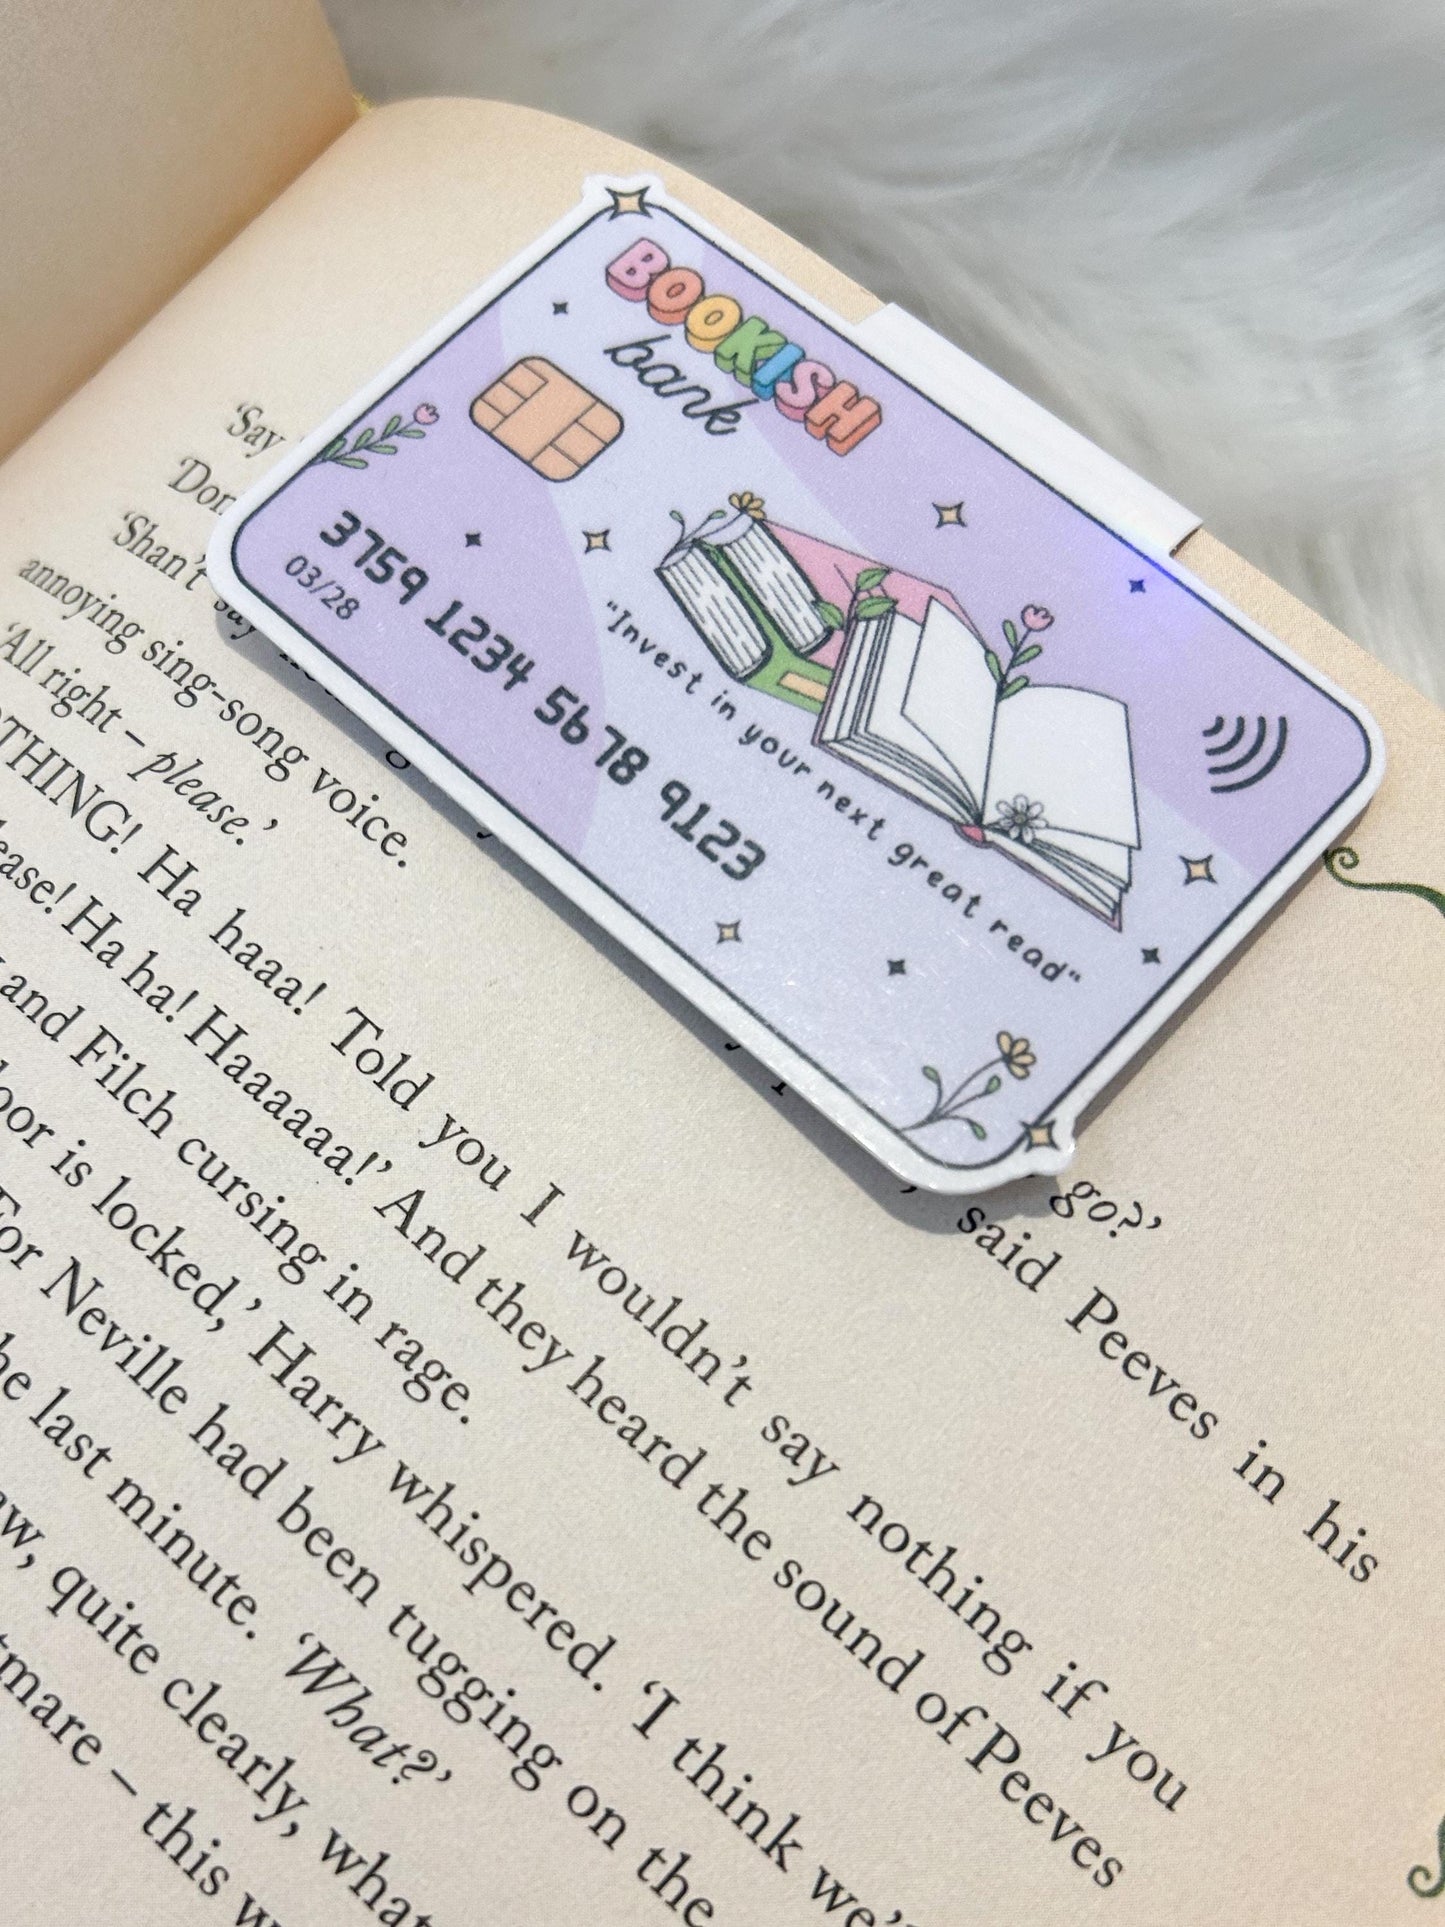 BOOKISH
bank
3759 1234 5678 9123
03/28
"Invest in your next great read"
'Say
'Don
'Shan't say
go?'
annoying sing-song voice.
, said Peeves in his
'All right – please.'
THING! Ha haaa! Told you I wouldn't say nothing if you
ease! Ha ha! Haaaaaa!' And they heard the sound of Peeves
and Filch cursing in rage.
oor is locked,' Harry whispered. 'I think we'
For Neville had been tugging on the
he last minute. 'What?'
aw, quite clearly, what
tmare – this w